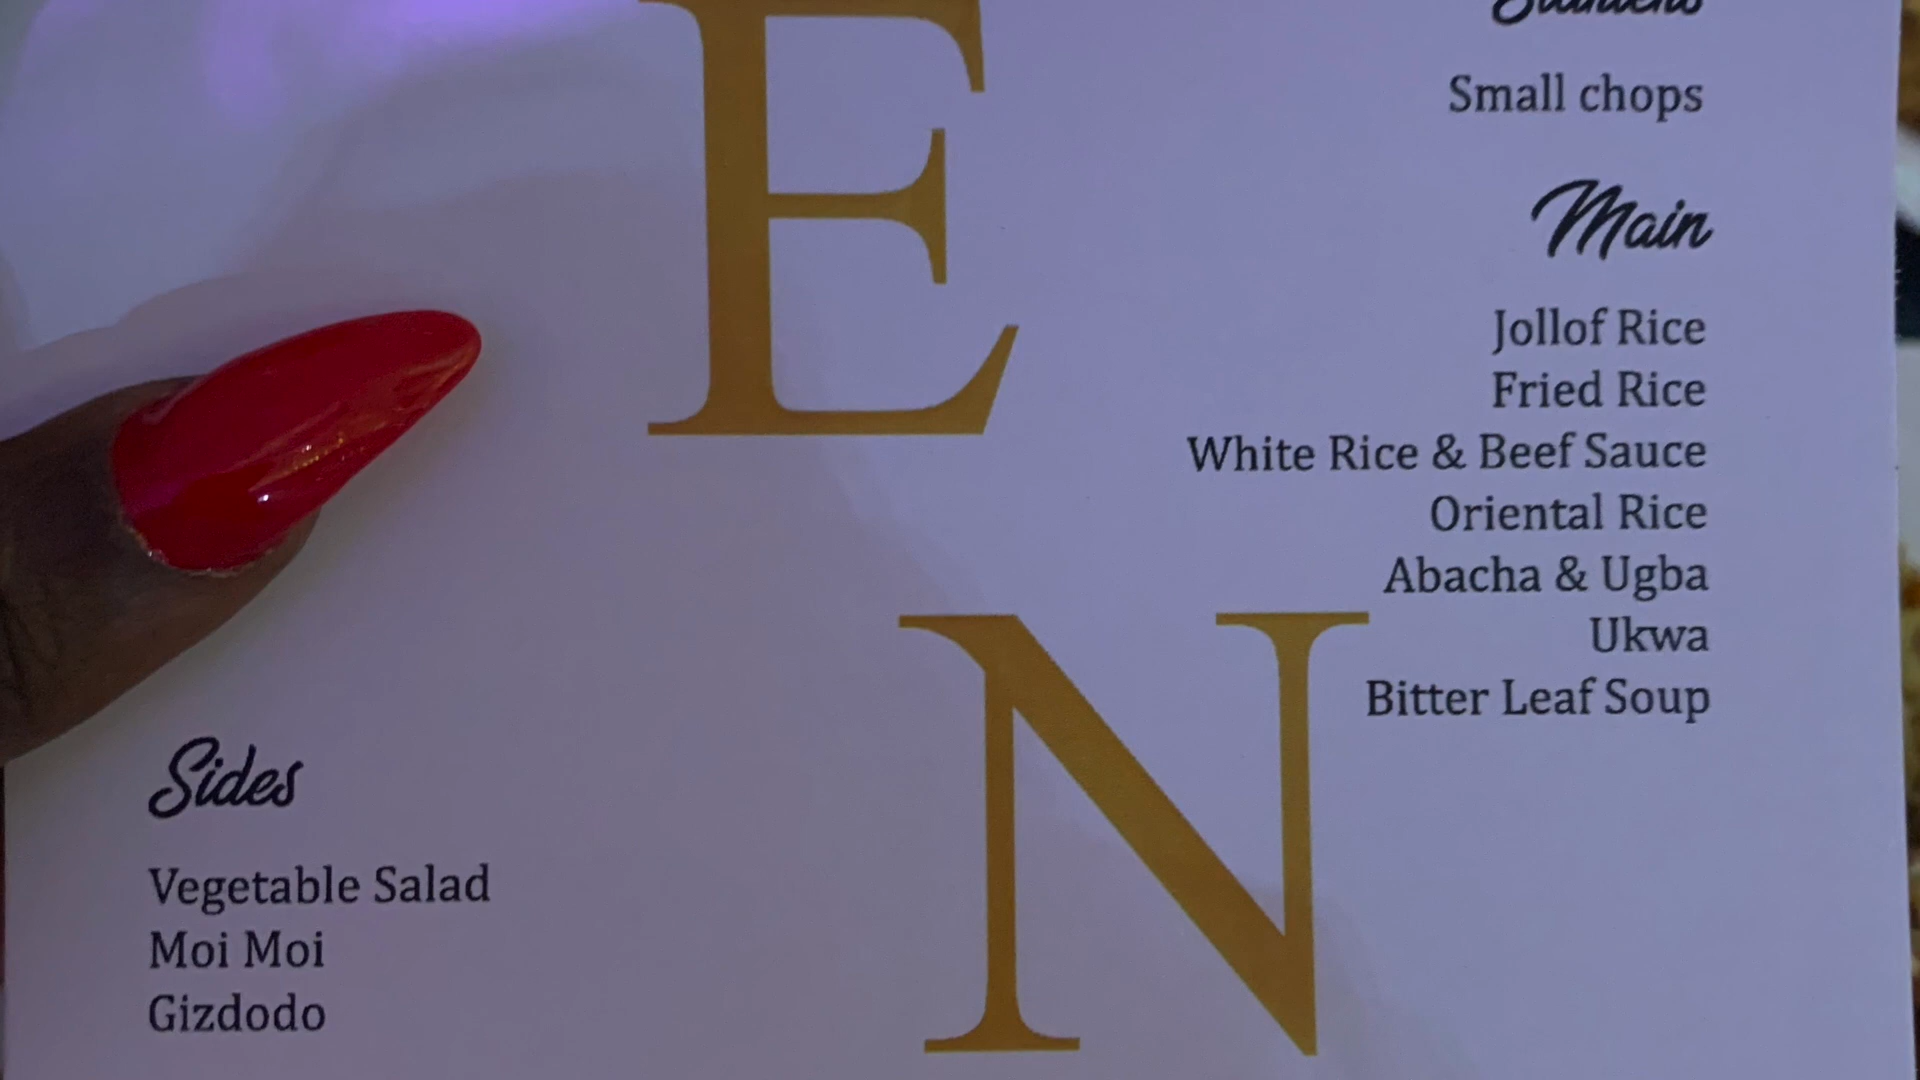 Small chops
Main
Jollof Rice
Fried Rice
White Rice & Beef Sauce
Oriental Rice
Abacha & Ugba
Ukwa
Bitter Leaf Soup
E
N
Sides
Vegetable Salad
Moi Moi
Gizdodo